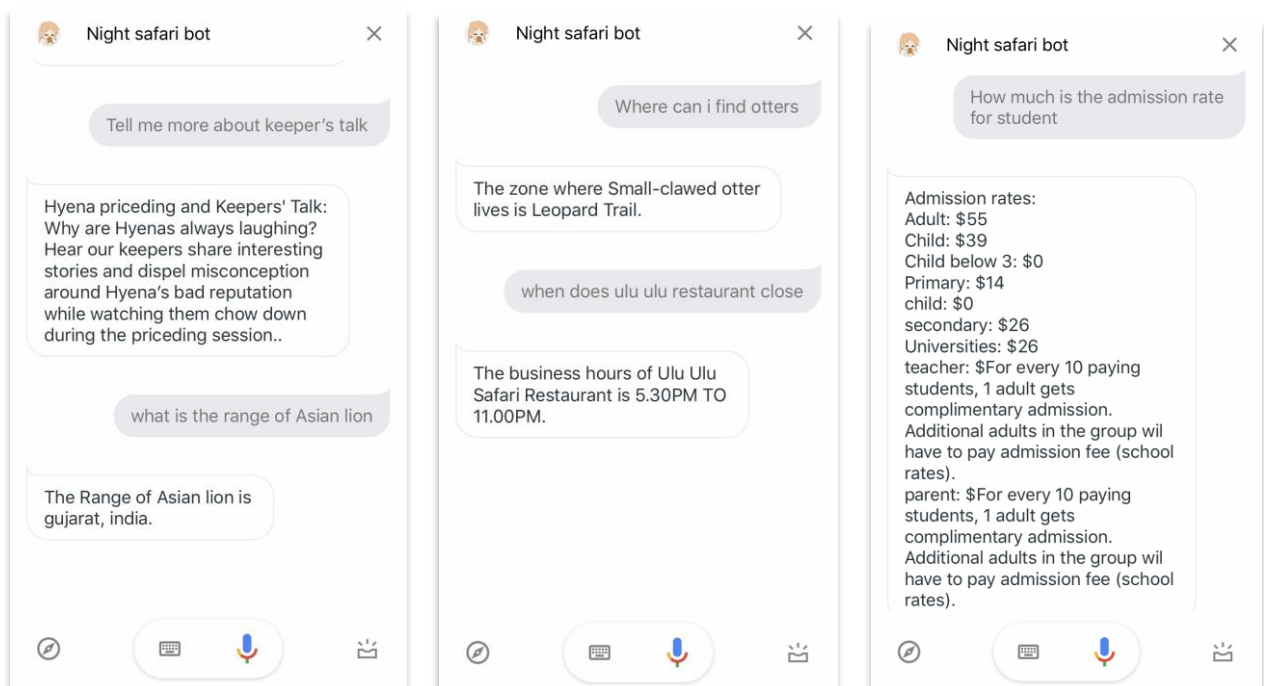 Night safari bot
Tell me more about keeper's talk
Hyena priceding and Keepers' Talk:
Why are Hyenas always laughing?
Hear our keepers share interesting
stories and dispel misconception
around Hyena's bad reputation
while watching them chow down
during the priceding session..
what is the range of Asian lion
The Range of Asian lion is
gujarat, india.
Night safari bot
Where can i find otters
The zone where Small-clawed otter
lives is Leopard Trail.
when does ulu ulu restaurant close
The business hours of Ulu Ulu
Safari Restaurant is 5.30PM TO
11.00PM.
Night safari bot
How much is the admission rate
for student
Admission rates:
Adult: $55
Child: $39
Child below 3: $0
Primary: $14
child: $0
secondary: $26
Universities: $26
teacher: $For every 10 paying
students, 1 adult gets
complimentary admission.
Additional adults in the group wil
have to pay admission fee (school
rates).
parent: $For every 10 paying
students, 1 adult gets
complimentary admission.
Additional adults in the group wil
have to pay admission fee (school
rates).